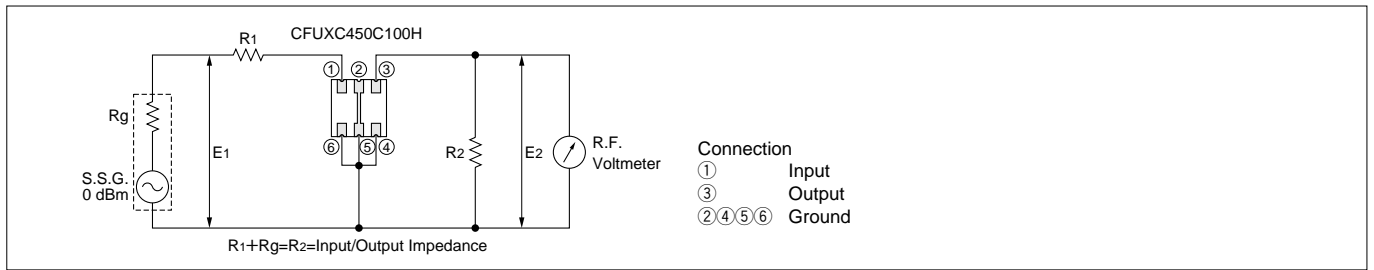 CFUXC450C100H
R1
① ② ③
Rg
E1
⑥ ⑤ ④
R2
E2
R.F.
Voltmeter
S.S.G.
0 dBm
R1+Rg=R2=Input/Output Impedance
Connection
① Input
③ Output
②④⑤⑥ Ground